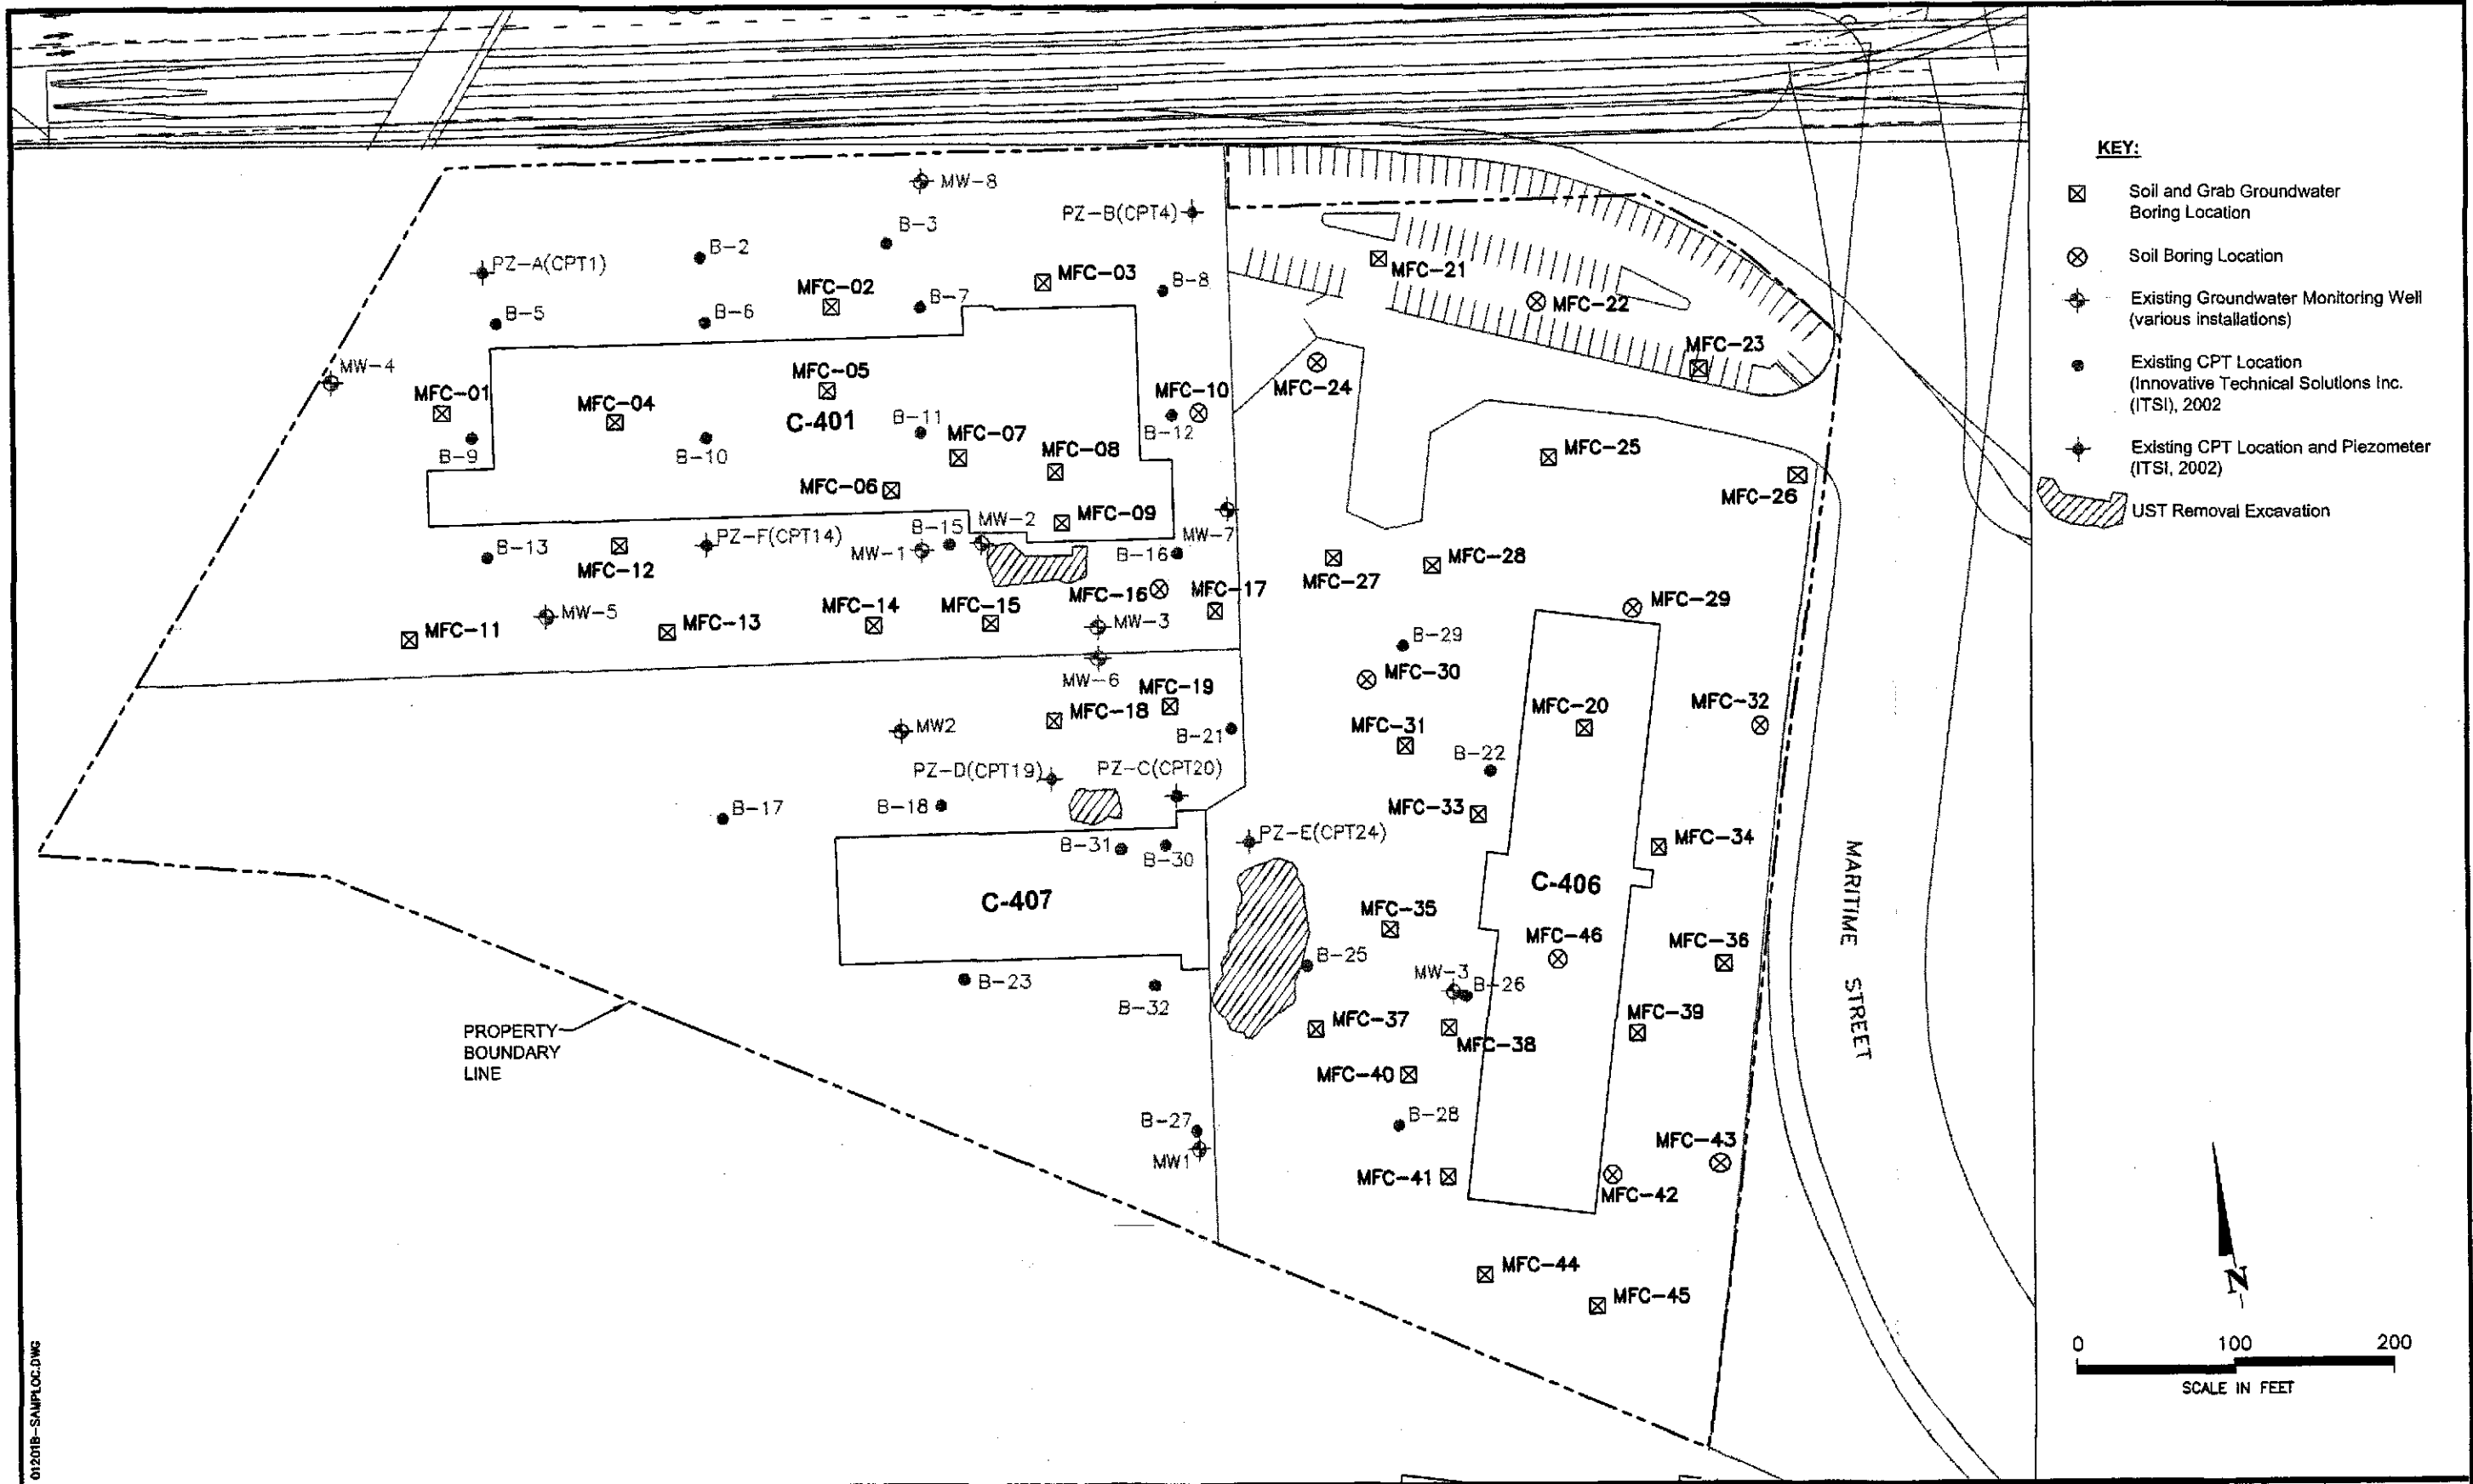 KEY:
Soil and Grab Groundwater
Boring Location
Soil Boring Location
Existing Groundwater Monitoring Well
(various installations)
Existing CPT Location
(Innovative Technical Solutions Inc.
(ITSI), 2002
Existing CPT Location and Piezometer
(ITSI, 2002)
UST Removal Excavation
MW-8
PZ-B(CPT4)
B-3
B-2
PZ-A(CPT1)
MFC-21
MFC-03
B-8
MFC-02
B-7
MFC-22
B-5
B-6
MFC-23
MW-4
MFC-05
MFC-24
MFC-01
MFC-04
MFC-10
C-401
B-11
B-12
MFC-07
B-9
B-10
MFC-08
MFC-25
MFC-06
MFC-26
MFC-09
B-15
MW-2
MW-7
PZ-F(CPT14)
B-13
MW-1
B-16
MFC-28
MFC-12
MFC-27
MFC-16
MFC-17
MFC-29
MFC-14
MFC-15
MW-5
MFC-13
MFC-11
MW-3
B-29
MFC-30
MW-6
MFC-19
MFC-18
MFC-20
MFC-32
MFC-31
MW2
B-21
B-22
PZ-D(CPT19)
PZ-C(CPT20)
B-17
B-18
MFC-33
PZ-E(CPT24)
MFC-34
B-31
B-30
C-406
C-407
MFC-35
MFC-46
MFC-36
MARITIME STREET
B-25
MW-3
B-26
B-23
B-32
MFC-37
MFC-39
MFC-38
PROPERTY
BOUNDARY
LINE
MFC-40
B-28
B-27
MFC-43
MW1
MFC-41
MFC-42
MFC-44
MFC-45
N
0 100 200
SCALE IN FEET
01201B-SAMPLOC.DWG